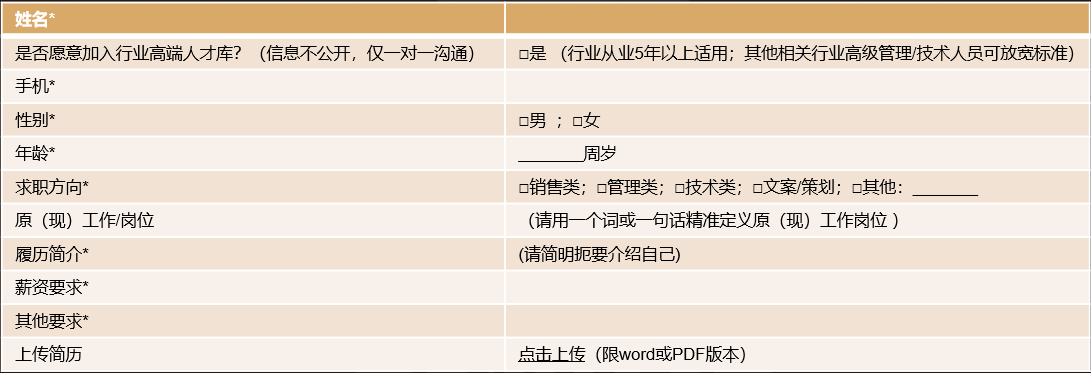 姓名*
是否愿意加入行业高端人才库？（信息不公开，仅一对一沟通） □是 （行业从业5年以上适用；其他相关行业高级管理/技术人员可放宽标准）
手机*
性别* □男 ；□女
年龄* ________周岁
求职方向* □销售类；□管理类；□技术类；□文案/策划；□其他：________
原（现）工作/岗位 （请用一个词或一句话精准定义原（现）工作岗位 ）
履历简介* (请简明扼要介绍自己)
薪资要求*
其他要求*
上传简历 点击上传（限word或PDF版本）